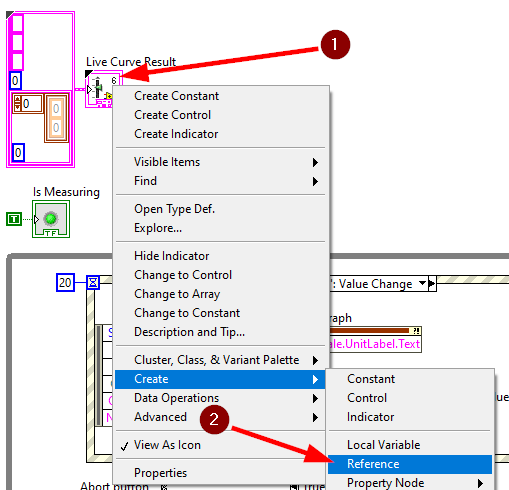 1
Live Curve Result
6
0
0
0
0
0
Create Constant
Create Control
Create Indicator
Visible Items
Find
Open Type Def.
Explore...
Hide Indicator
Change to Control
Change to Array
Change to Constant
Description and Tip...
Cluster, Class, & Variant Palette
Create
Data Operations
Advanced
View As Icon
Properties
Is Measuring
T
TF
20
": Value Change
raph
ale.UnitLabel.Text
2
Constant
Control
Indicator
Local Variable
Reference
Property Node
ue
Abort button
True